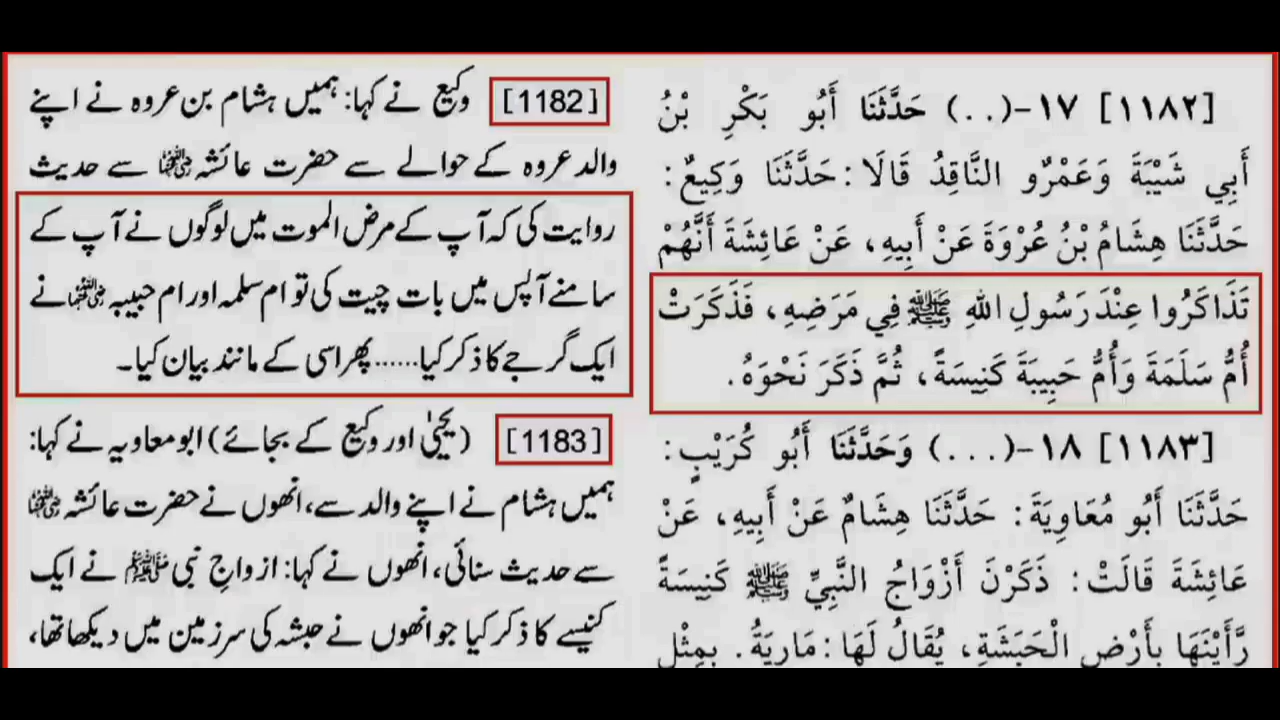 [١١٨٢] ١٧-(..) حَدَّثَنَا أَبُو بَكْرِ بْنُ
أَبِي شَيْبَةَ وَعَمْرٌو النَّاقِدُ قَالَا: حَدَّثَنَا وَكِيعٌ:
حَدَّثَنَا هِشَامُ بْنُ عُرْوَةَ عَنْ أَبِيهِ، عَنْ عَائِشَةَ أَنَّهُمْ
تَذَاكَرُوا عِنْدَ رَسُولِ اللهِ ﷺ فِي مَرَضِهِ، فَذَكَرَتْ
أُمُّ سَلَمَةَ وَأُمُّ حَبِيبَةَ كَنِيسَةً، ثُمَّ ذَكَرَ نَحْوَهُ.
[١١٨٣] ١٨-(...) وَحَدَّثَنَا أَبُو كُرَيْبٍ:
حَدَّثَنَا أَبُو مُعَاوِيَةَ: حَدَّثَنَا هِشَامٌ عَنْ أَبِيهِ، عَنْ
عَائِشَةَ قَالَتْ: ذَكَرْنَ أَزْوَاجُ النَّبِيِّ ﷺ كَنِيسَةً
رَّأَيْنَهَا بِأَرْضِ الْحَبَشَةِ، يُقَالُ لَهَا: مَارِيَةُ. بِمِثْلِ
[1182] وکیع نے کہا: ہمیں ہشام بن عروہ نے اپنے
والد عروہ کے حوالے سے حضرت عائشہ رضی اللہ عنہا سے حدیث
روایت کی کہ آپ کے مرض الموت میں لوگوں نے آپ کے
سامنے آپس میں بات چیت کی تو ام سلمہ اور ام حبیبہ رضی اللہ عنہما نے
ایک گرجے کا ذکر کیا...... پھر اسی کے مانند بیان کیا۔
[1183] (یحییٰ اور وکیع کے بجائے) ابو معاویہ نے کہا:
ہمیں ہشام نے اپنے والد سے، انھوں نے حضرت عائشہ رضی اللہ عنہا
سے حدیث سنائی، انھوں نے کہا: ازواجِ نبی ﷺ نے ایک
کنیسے کا ذکر کیا جو انھوں نے حبشہ کی سرزمین میں دیکھا تھا،